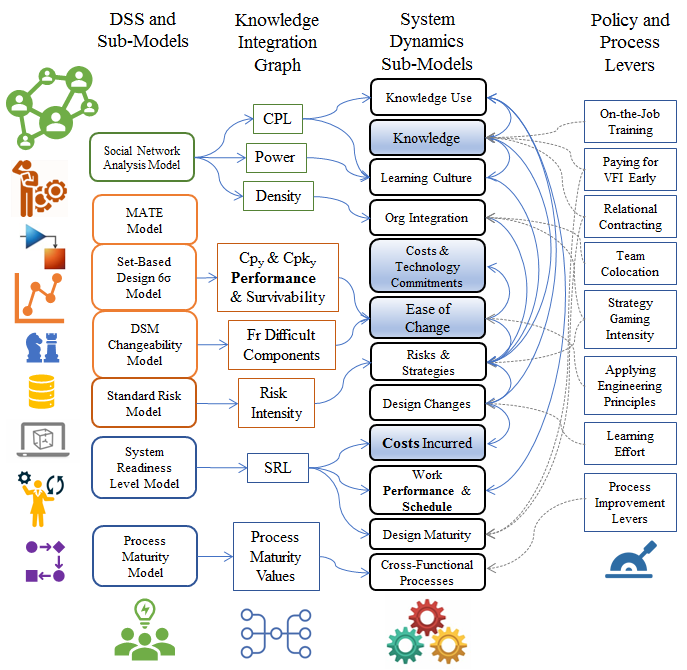 DSS and
Sub-Models
Knowledge
Integration
Graph
System
Dynamics
Sub-Models
Policy and
Process
Levers
Social Network
Analysis Model
MATE
Model
Set-Based
Design 6σ
Model
DSM
Changeability
Model
Standard Risk
Model
System
Readiness
Level Model
Process
Maturity
Model
CPL
Power
Density
Cpy & Cpky
Performance
& Survivability
Fr Difficult
Components
Risk
Intensity
SRL
Process
Maturity
Values
Knowledge Use
Knowledge
Learning Culture
Org Integration
Costs &
Technology
Commitments
Ease of
Change
Risks &
Strategies
Design Changes
Costs Incurred
Work
Performance &
Schedule
Design Maturity
Cross-Functional
Processes
On-the-Job
Training
Paying for
VFI Early
Relational
Contracting
Team
Colocation
Strategy
Gaming
Intensity
Applying
Engineering
Principles
Learning
Effort
Process
Improvement
Levers